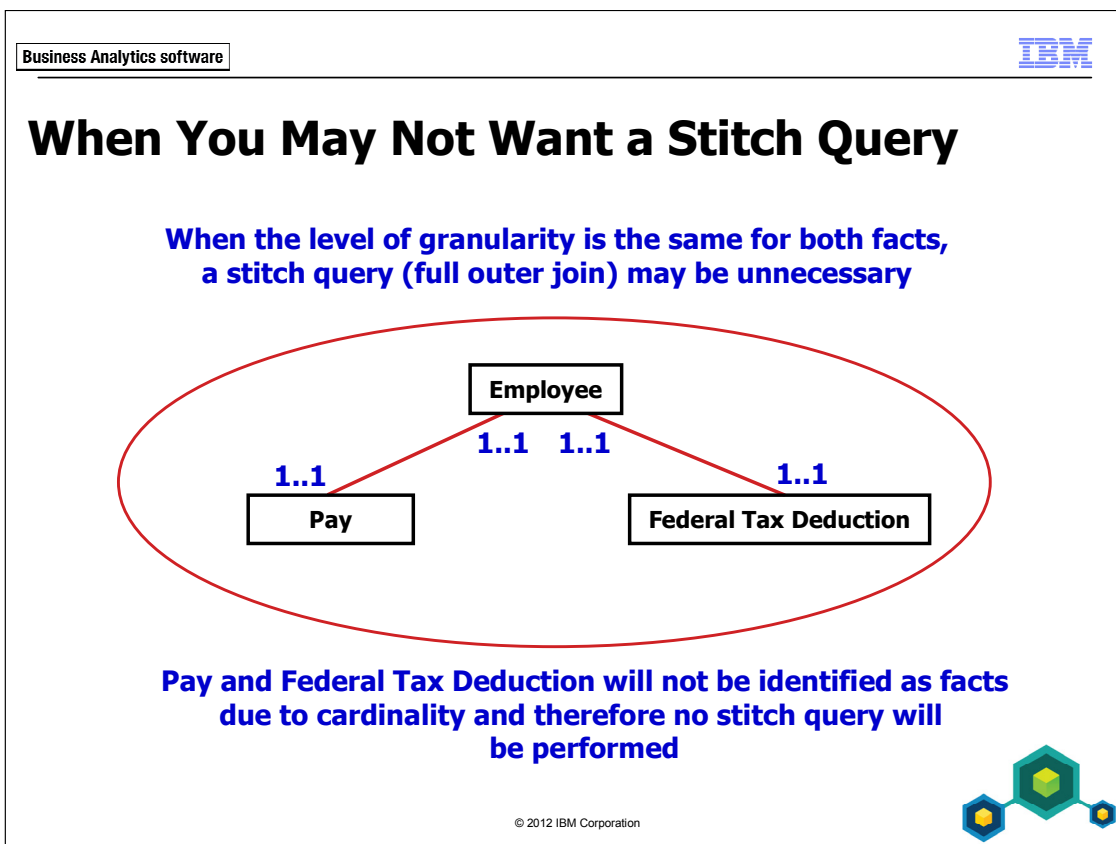 Business Analytics software
IBM
When You May Not Want a Stitch Query
When the level of granularity is the same for both facts,
a stitch query (full outer join) may be unnecessary
Employee
1..1 1..1
1..1 1..1
Pay Federal Tax Deduction
Pay and Federal Tax Deduction will not be identified as facts
due to cardinality and therefore no stitch query will
be performed
© 2012 IBM Corporation